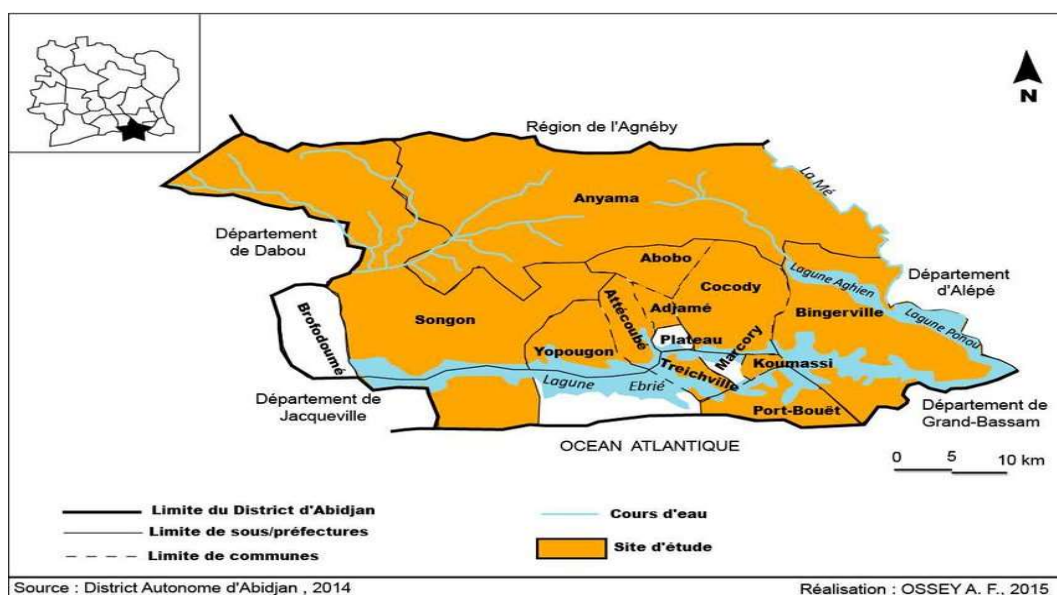 N
Région de l'Agnéby
La Mé
Anyama
Département
de Dabou
Abobo
Lagune Aghien
Département
d'Alépé
Cocody
Brofodoumé
Songon
Attécoubé
Adjamé
Bingerville
Lagune Potou
Plateau
Marcory
Yopougon
Koumassi
Treichville
Lagune Ebrié
Département de
Jacqueville
Port-Bouët
Département de
Grand-Bassam
OCEAN ATLANTIQUE
0 5 10 km
Limite du District d'Abidjan
Limite de sous/préfectures
Limite de communes
Cours d'eau
Site d'étude
Source : District Autonome d'Abidjan , 2014
Réalisation : OSSEY A. F., 2015